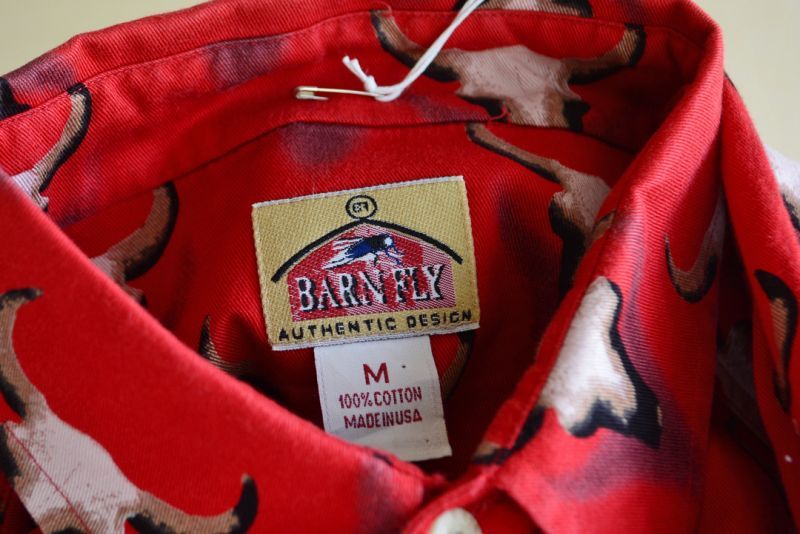 BARN FLY
AUTHENTIC DESIGN
M
100% COTTON
MADE IN USA